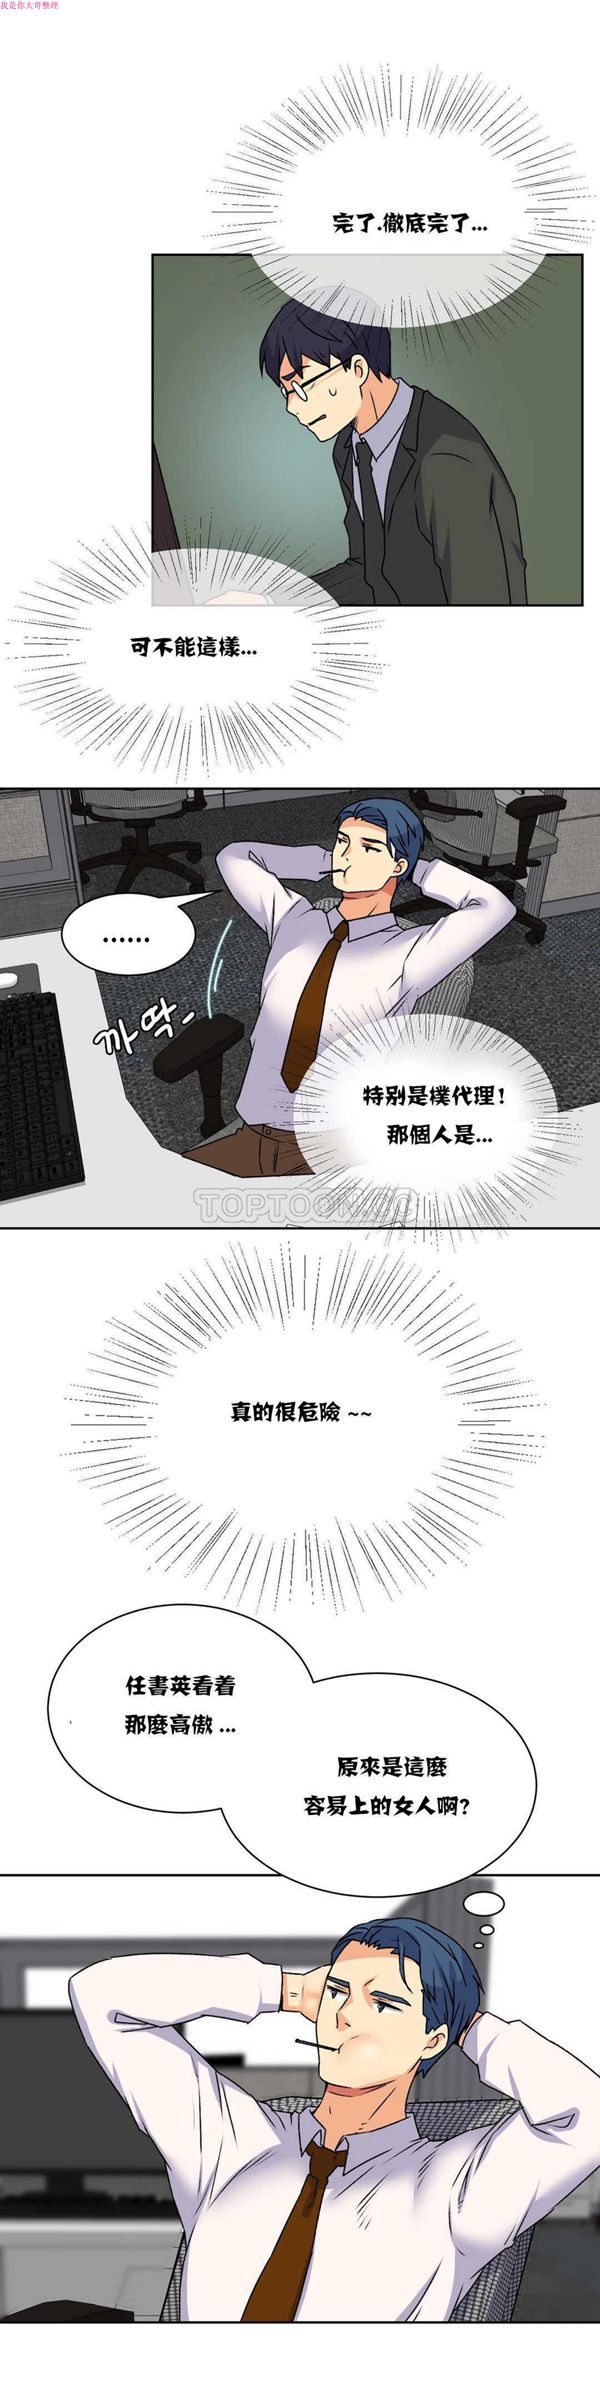 我是你大哥整理
完了.徹底完了...
可不能這樣...
......
까딱-
特別是樸代理!
那個人是...
TOPTOON.CC
真的很危險 ~~
任書英看着
那麼高傲 ...
原來是這麼
容易上的女人啊?